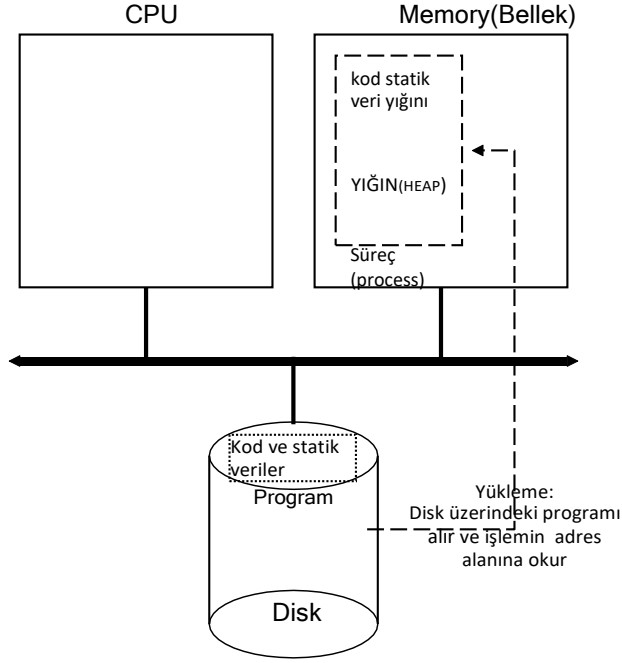 CPU
Memory(Bellek)
kod statik
veri yığını
YIĞIN(HEAP)
Süreç
(process)
Kod ve statik
veriler
Program
Disk
Yükleme:
Disk üzerindeki programı
alır ve işlemin adres
alanına okur